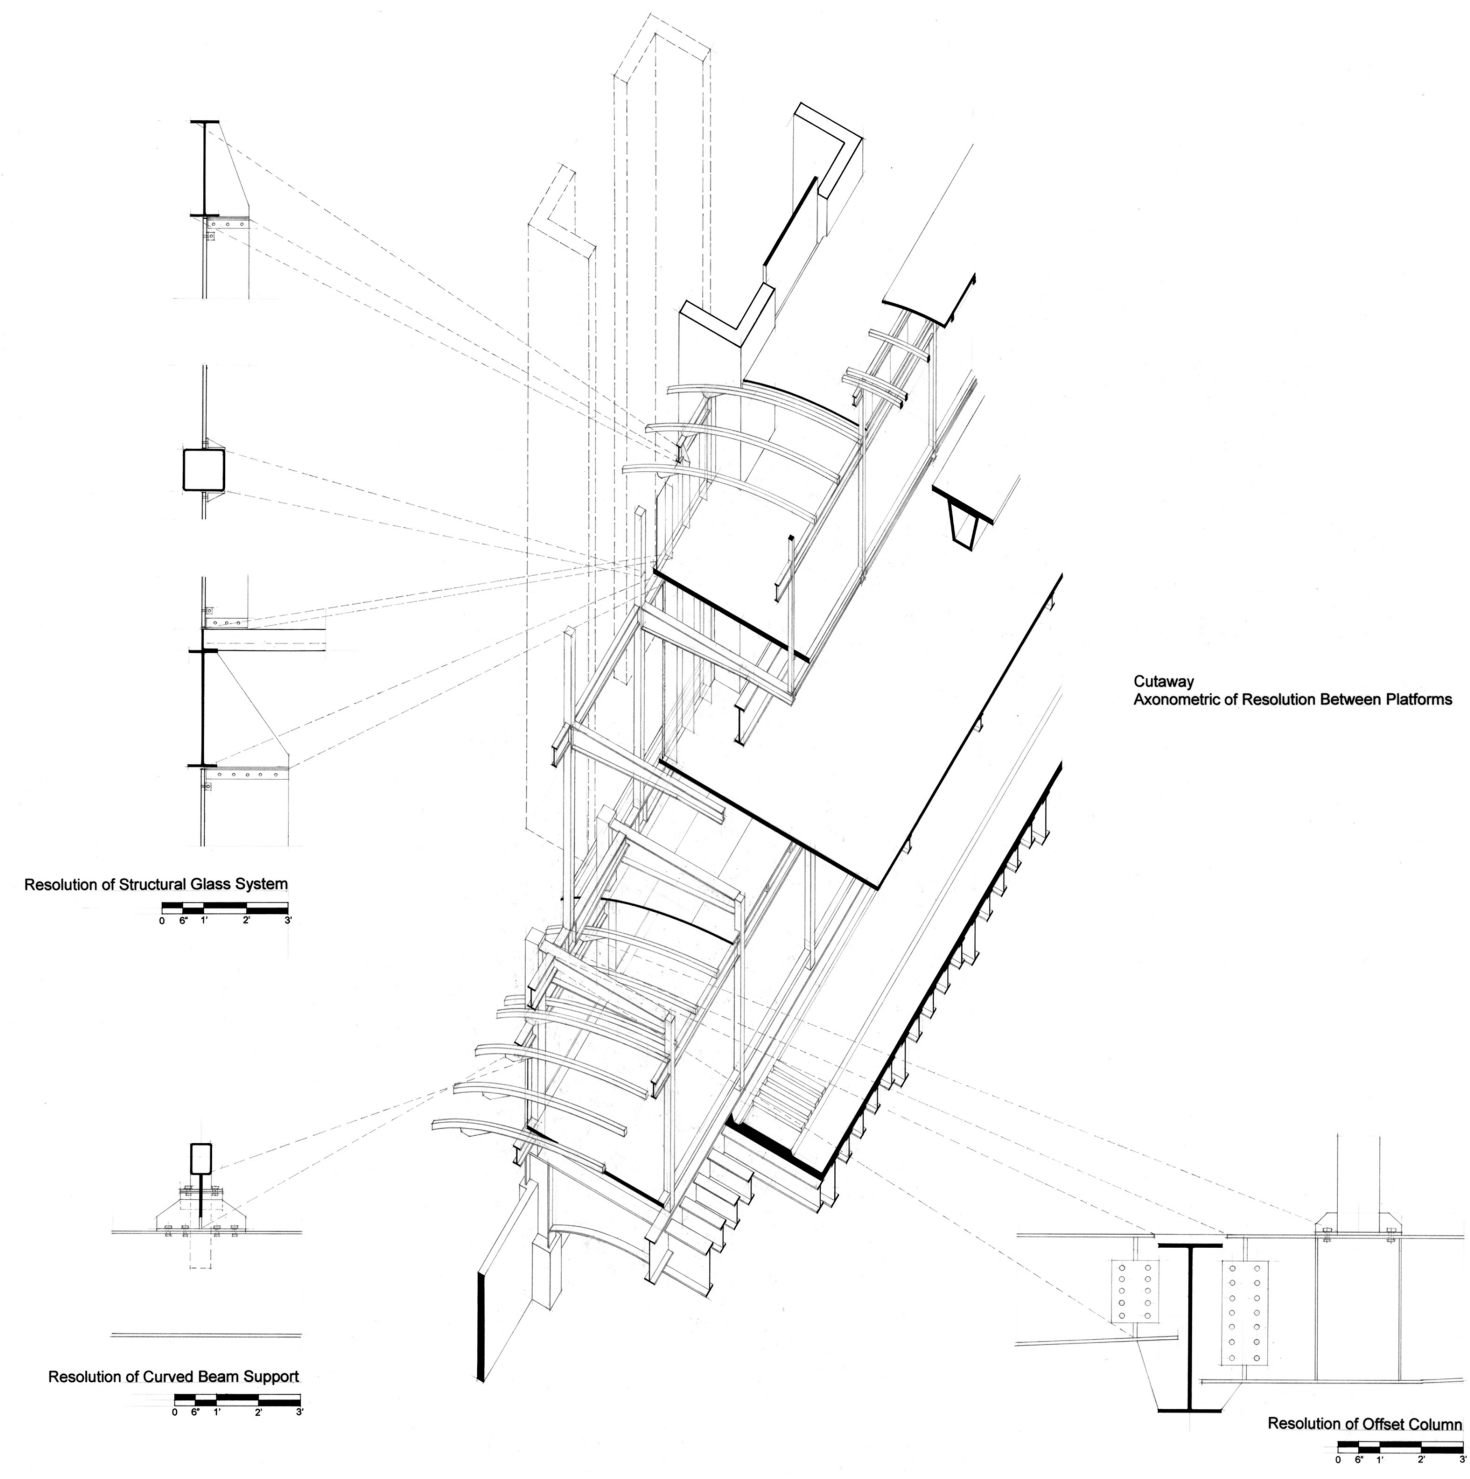 Cutaway
Axonometric of Resolution Between Platforms
Resolution of Structural Glass System
0 6" 1' 2' 3'
Resolution of Curved Beam Support
0 6" 1' 2' 3'
Resolution of Offset Column
0 6" 1' 2' 3'